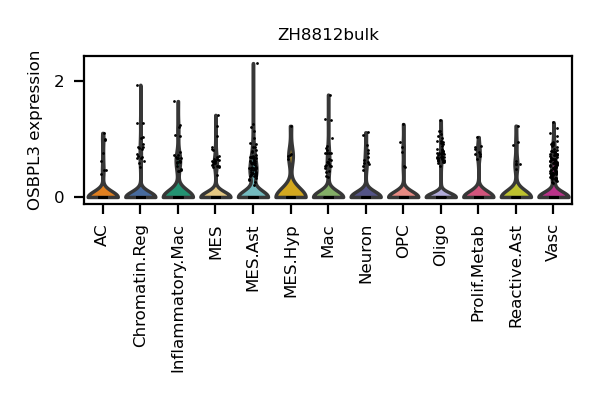 ZH8812bulk
OSBPL3 expression
2
0
AC
Chromatin.Reg
Inflammatory.Mac
MES
MES.Ast
MES.Hyp
Mac
Neuron
OPC
Oligo
Prolif.Metab
Reactive.Ast
Vasc